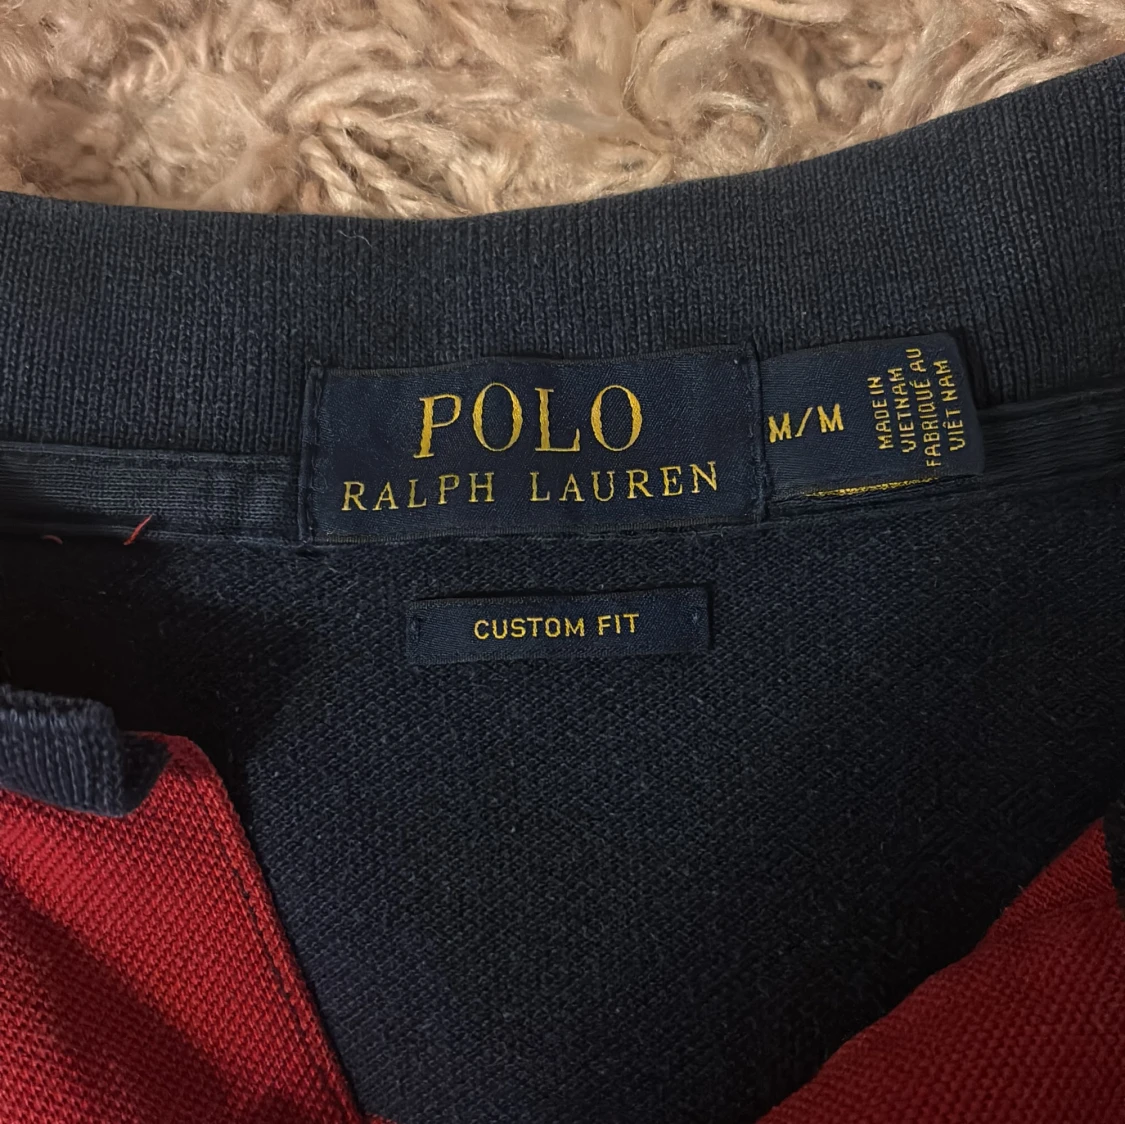 POLO
RALPH LAUREN
M/M
MADE IN
VIETNAM
FABRIQUÉ AU
VIÊT NAM
CUSTOM FIT